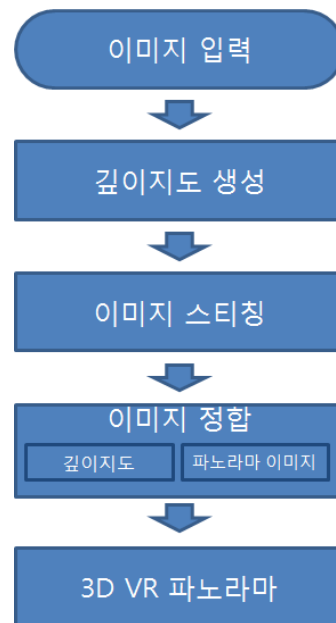 이미지 입력
깊이지도 생성
이미지 스티칭
이미지 정합
깊이지도 파노라마 이미지
3D VR 파노라마